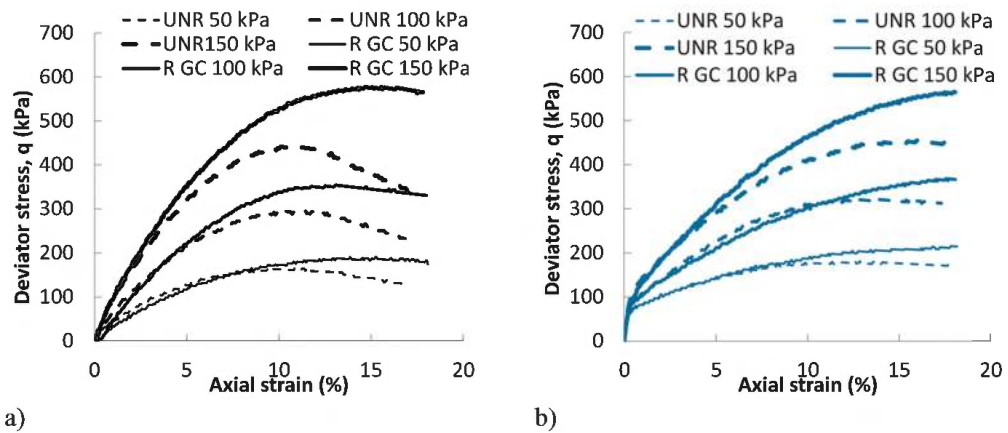 UNR 50 kPa UNR 100 kPa
UNR150 kPa R GC 50 kPa
R GC 100 kPa R GC 150 kPa
700
600
500
400
300
200
100
0
Deviator stress, q (kPa)
0 5 10 15 20
Axial strain (%)
a)
UNR 50 kPa UNR 100 kPa
UNR 150 kPa R GC 50 kPa
R GC 100 kPa R GC 150 kPa
700
600
500
400
300
200
100
0
Deviator stress, q (kPa)
0 5 10 15 20
Axial strain (%)
b)